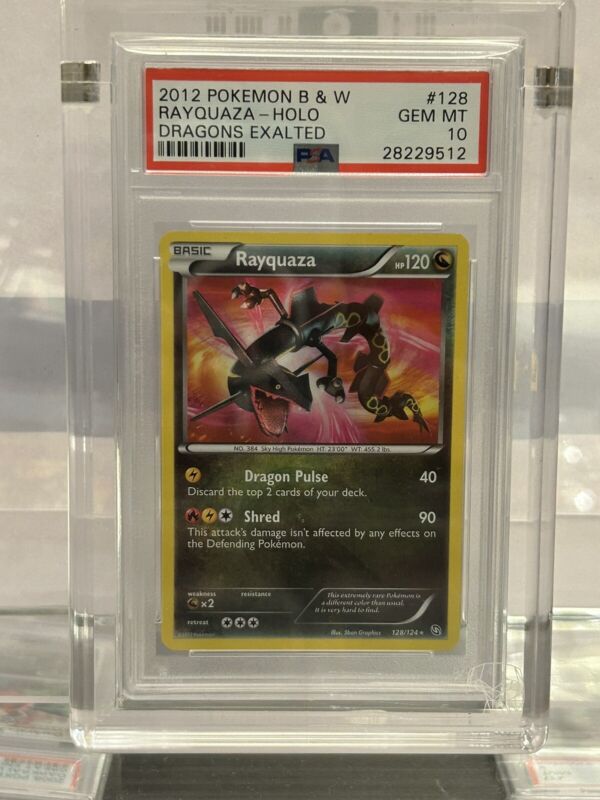 2012 POKEMON B & W #128
RAYQUAZA - HOLO GEM MT
DRAGONS EXALTED 10
PSA 28229512
BASIC Rayquaza HP120
NO. 384 Sky High Pokémon HT: 23'00" WT: 455.2 lbs.
Dragon Pulse 40
Discard the top 2 cards of your deck.
Shred 90
This attack's damage isn't affected by any effects on
the Defending Pokémon.
weakness resistance
×2
This extremely rare Pokémon is
a different color than usual.
It is very hard to find.
retreat
Illus. 5ban Graphics 128/124 ★